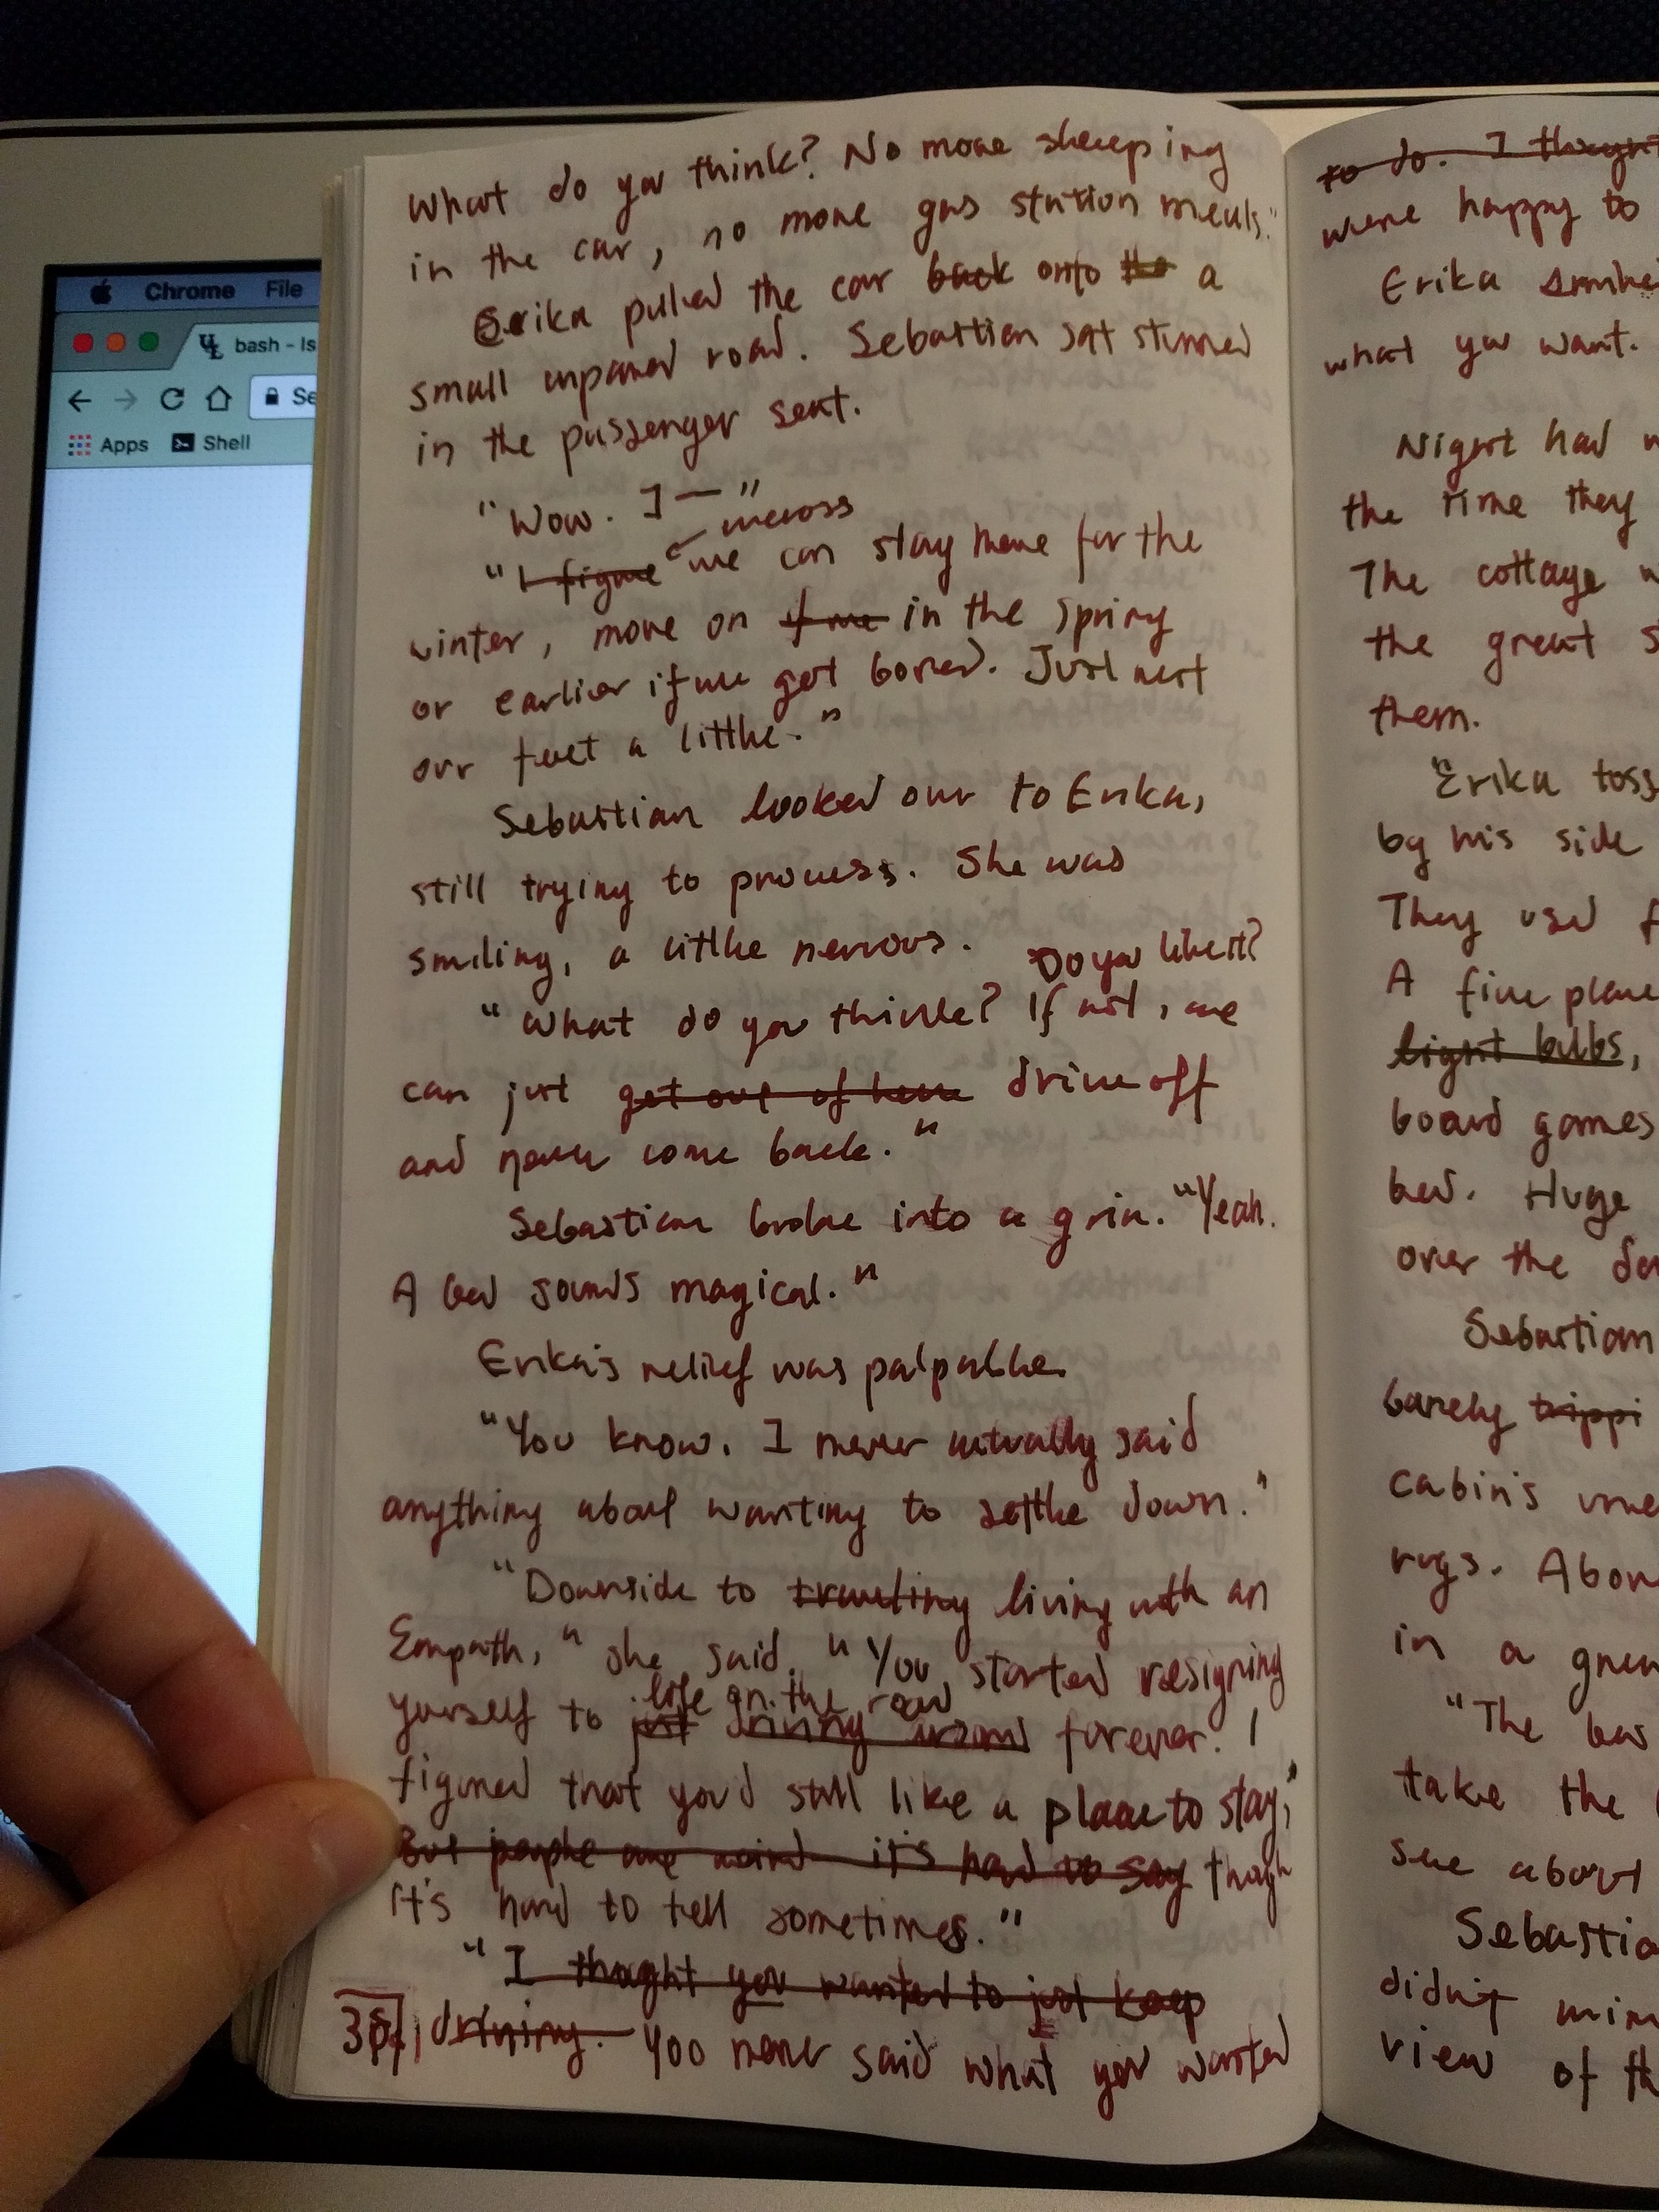 Chrome File
bash - Is
Se
Apps Shell
What do you think? No more sleeping
in the car, no more gas station meals."
Erika pulled the car back onto the a
small unpaved road. Sebastian sat stunned
in the passenger seat.
"Wow. I—"
"I figure we can stay here for the
winter, move on if we in the spring
or earlier if we get bored. Just rest
our feet a little."
Sebastian looked over to Erika,
still trying to process. She was
smiling, a little nervous.
Do you like it?
"What do you think? If not, we
can just get out of here drive off
and never come back."
Sebastian broke into a grin. "Yeah.
A bed sounds magical."
Erika's relief was palpable.
"You know, I never actually said
anything about wanting to settle down."
"Downside to traveling living with an
Empath," she said. "You started resigning
life on the road
yourself to just driving around forever. I
figured that you'd still like a place to stay,"
But people are weird it's hard to say though
it's hard to tell sometimes."
"I thought you wanted to just keep
driving. You never said what you wanted
to do. I thought
were happy to
Erika
what you want.
Night had
the time they
The cottage
the great
them.
Erika toss
by his side
They used
A fine place
light bulbs,
board games
bed. Huge
over the
Sebastian
barely trippi
cabin's
rugs. Above
in a
"The
take the
see about
Sebastia
didn't
view of th